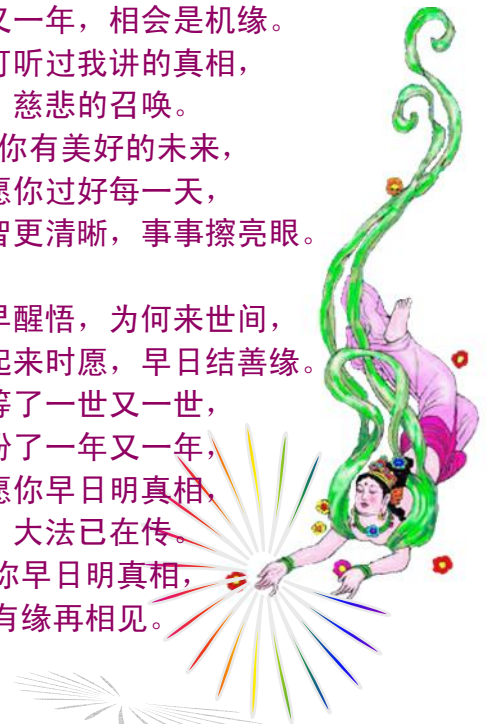 又一年，相会是机缘。
可听过我讲的真相，
，慈悲的召唤。
你有美好的未来，
愿你过好每一天，
智更清晰，事事擦亮眼。
早醒悟，为何来世间，
起来时愿，早日结善缘。
等了一世又一世，
盼了一年又一年，
愿你早日明真相，
，大法已在传。
你早日明真相，
有缘再相见。